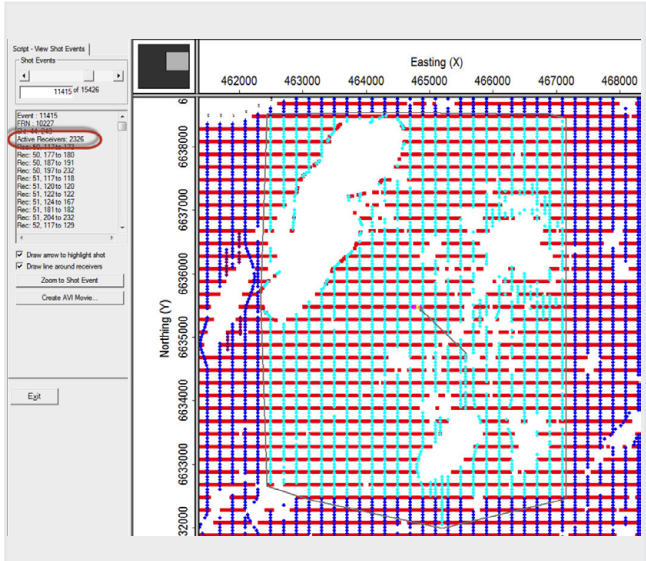 Script - View Shot Events
Shot Events
11415 of 15426
Event : 11415
FRN : 10227
Active Receivers: 2326
Rec: 50, 177 to 180
Rec: 50, 187 to 191
Rec: 50, 197 to 232
Rec: 51, 117 to 118
Rec: 51, 120 to 120
Rec: 51, 122 to 122
Rec: 51, 124 to 167
Rec: 51, 181 to 182
Rec: 51, 204 to 232
Rec: 52, 117 to 129
Draw arrow to highlight shot
Draw line around receivers
Zoom to Shot Event
Create AVI Movie...
Exit
Easting (X)
462000 463000 464000 465000 466000 467000 468000
Northing (Y)
6
6638000
6637000
6636000
6635000
6634000
6633000
32000